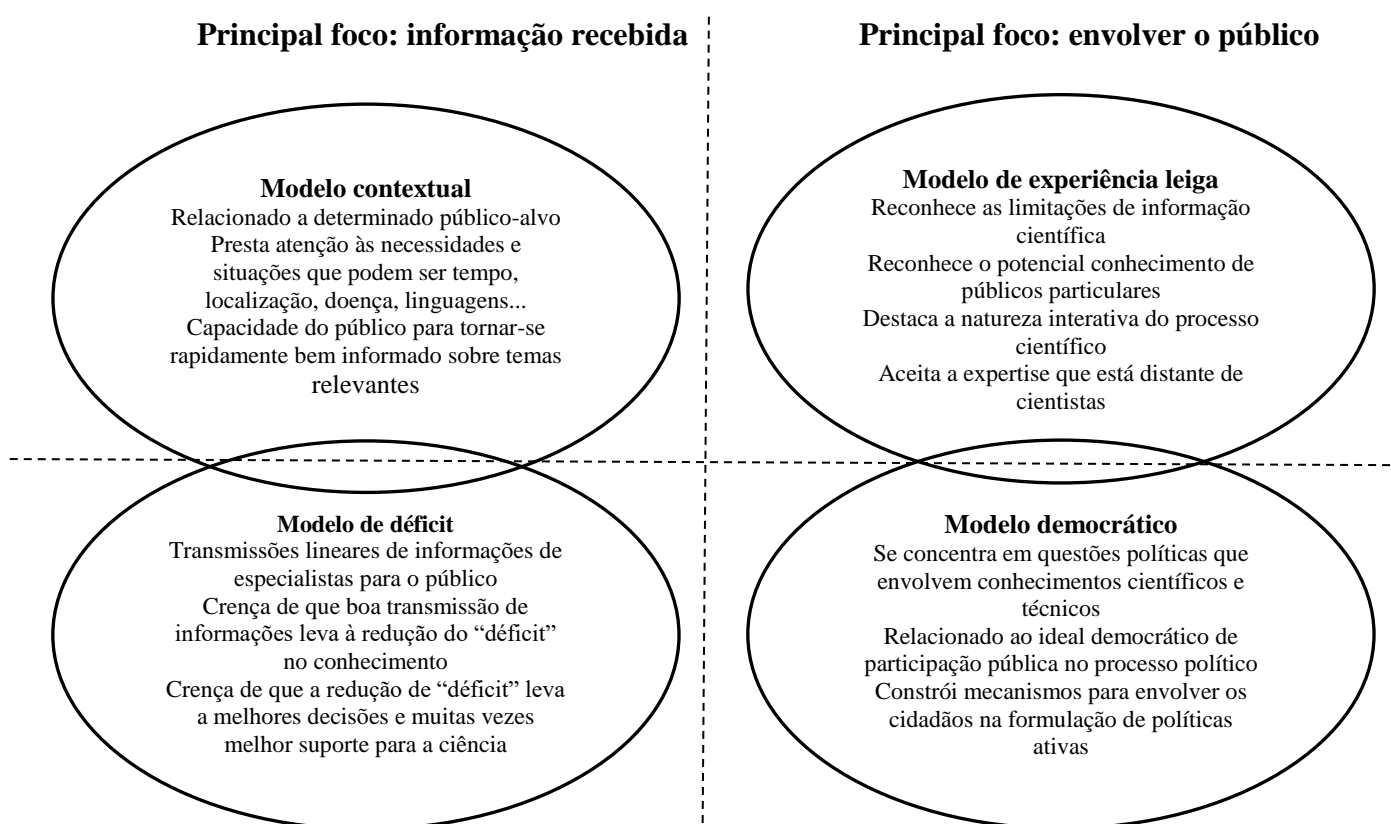 Principal foco: informação recebida
Principal foco: envolver o público
Modelo contextual
Relacionado a determinado público-alvo
Presta atenção às necessidades e
situações que podem ser tempo,
localização, doença, linguagens...
Capacidade do público para tornar-se
rapidamente bem informado sobre temas
relevantes
Modelo de experiência leiga
Reconhece as limitações de informação
científica
Reconhece o potencial conhecimento de
públicos particulares
Destaca a natureza interativa do processo
científico
Aceita a expertise que está distante de
cientistas
Modelo de déficit
Transmissões lineares de informações de
especialistas para o público
Crença de que boa transmissão de
informações leva à redução do “déficit”
no conhecimento
Crença de que a redução de “déficit” leva
a melhores decisões e muitas vezes
melhor suporte para a ciência
Modelo democrático
Se concentra em questões políticas que
envolvem conhecimentos científicos e
técnicos
Relacionado ao ideal democrático de
participação pública no processo político
Constrói mecanismos para envolver os
cidadãos na formulação de políticas
ativas